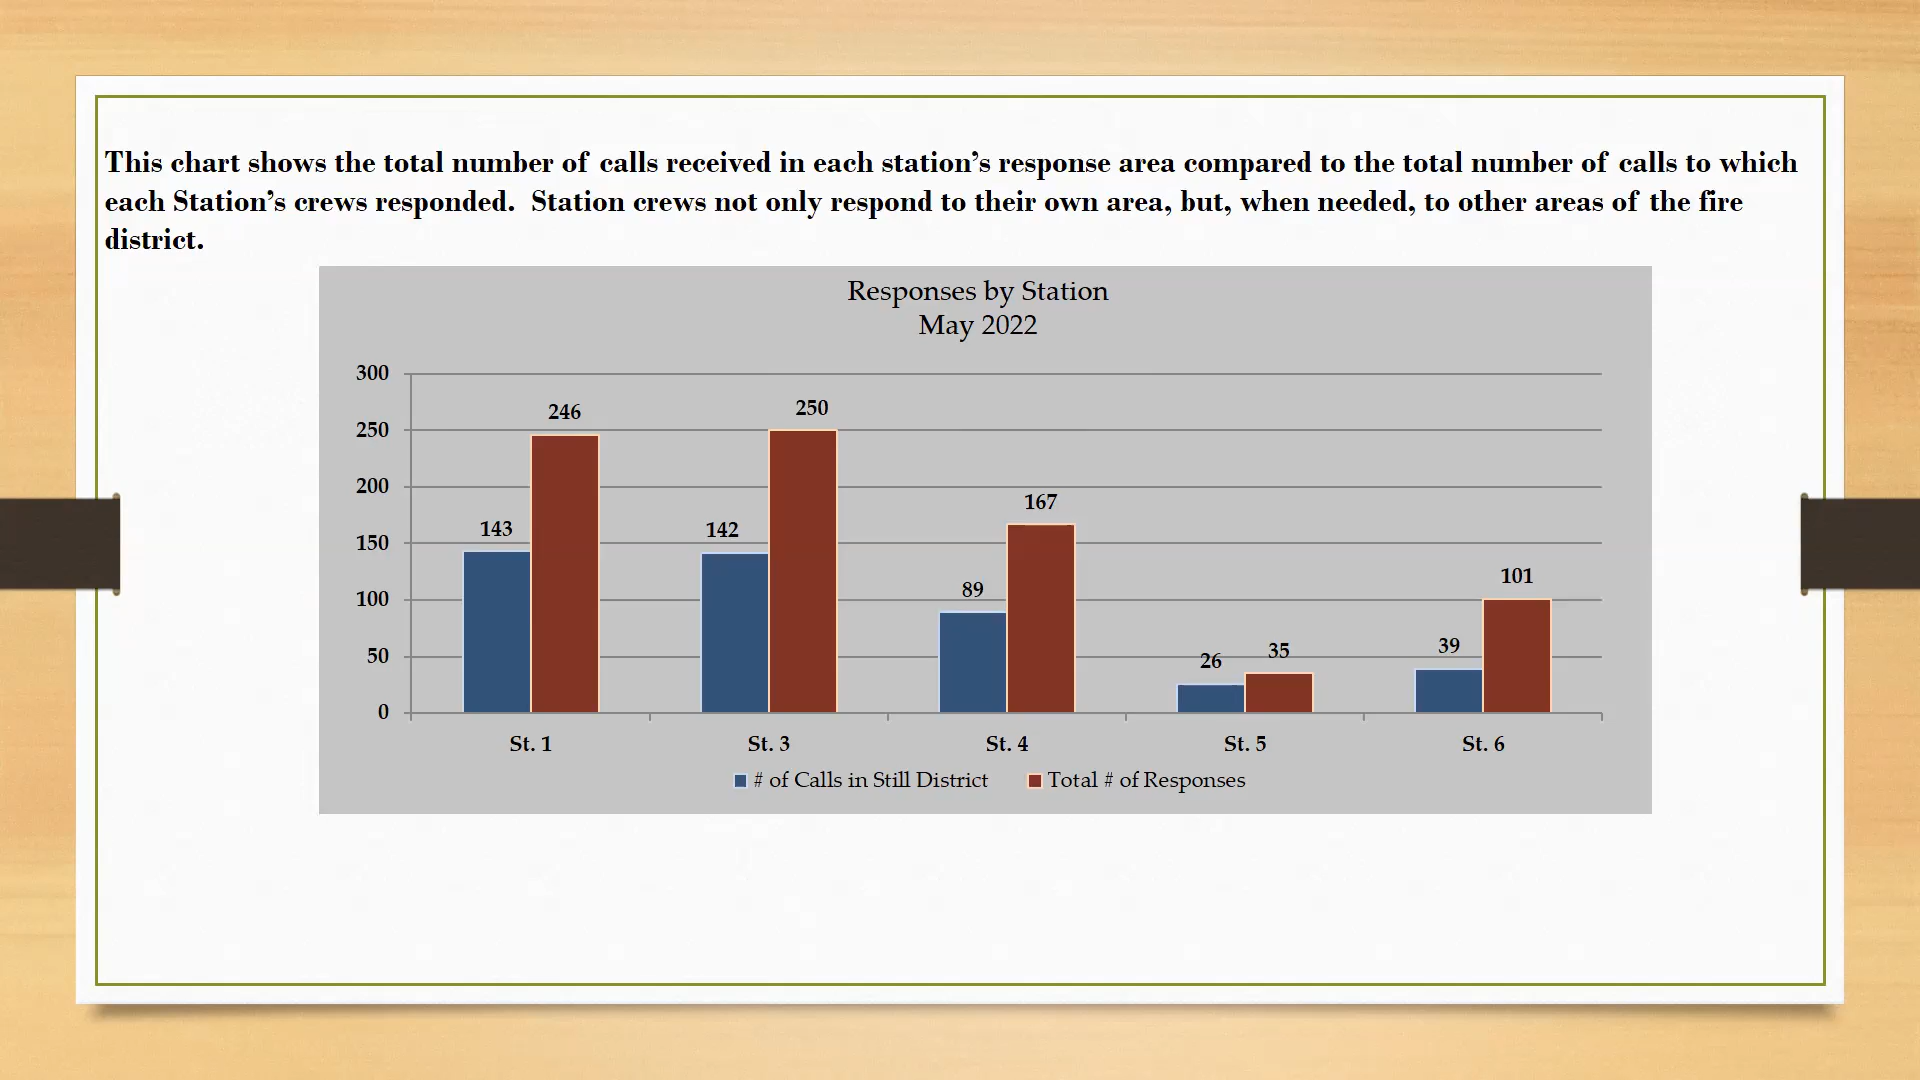 This chart shows the total number of calls received in each station’s response area compared to the total number of calls to which
each Station’s crews responded.  Station crews not only respond to their own area, but, when needed, to other areas of the fire
district.
Responses by Station
May 2022
300
250
200
150
100
50
0
143
246
142
250
89
167
26
35
39
101
St. 1
St. 3
St. 4
St. 5
St. 6
# of Calls in Still District
Total # of Responses